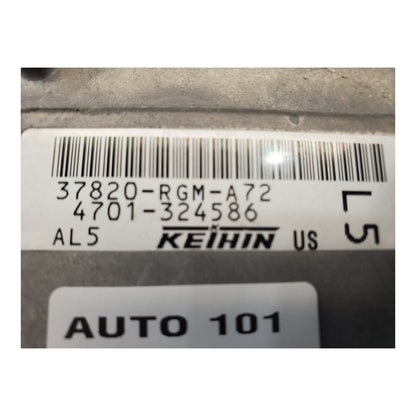 37820-RGM-A72
4701-324586
AL5 KEIHIN US
L5
AUTO 101